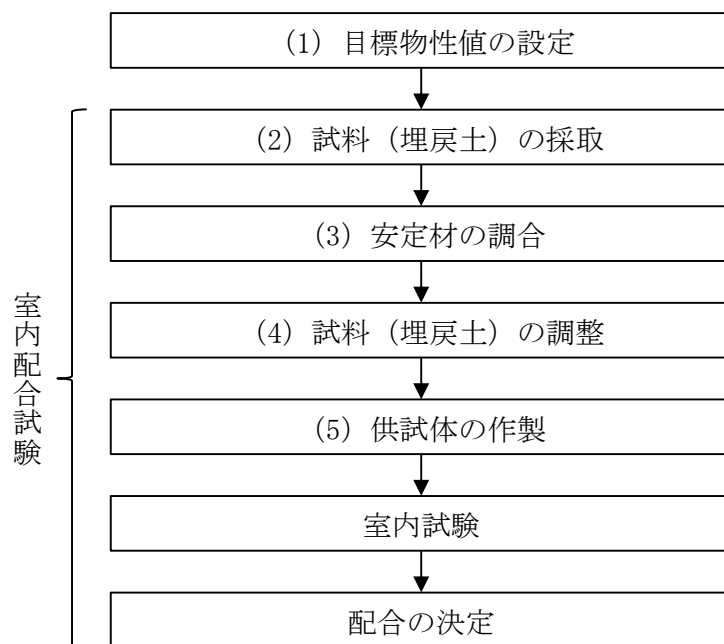 (1) 目標物性値の設定
(2) 試料（埋戻土）の採取
(3) 安定材の調合
(4) 試料（埋戻土）の調整
(5) 供試体の作製
室内試験
配合の決定
室内配合試験